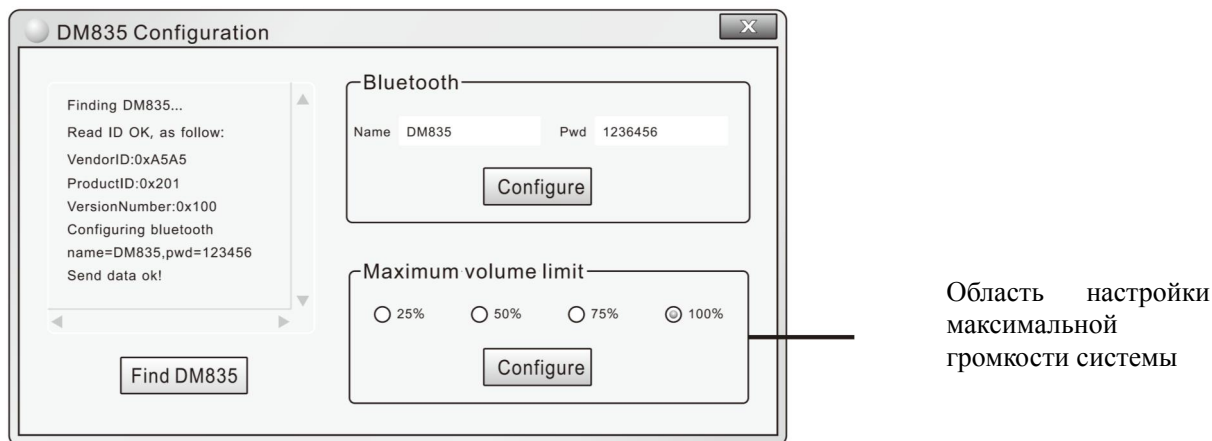 DM835 Configuration
X
Finding DM835...
Read ID OK, as follow:
VendorID:0xA5A5
ProductID:0x201
VersionNumber:0x100
Configuring bluetooth
name=DM835,pwd=123456
Send data ok!
Find DM835
Bluetooth
Name DM835 Pwd 1236456
Configure
Maximum volume limit
25% 50% 75% 100%
Configure
Область настройки
максимальной
громкости системы